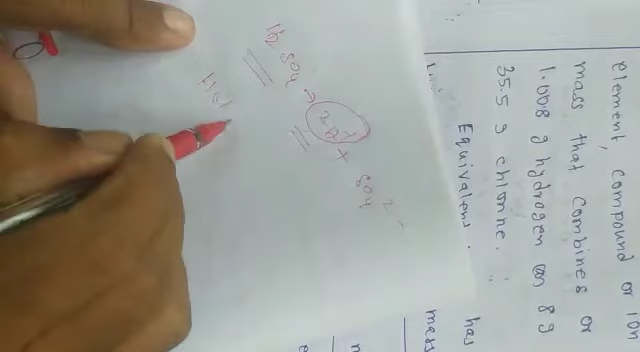 element, compound or ion
mass that combines or
1.008 g hydrogen or 8 g
35.5 g chlorine.
Equivalent.
has
mass
H2SO4 → 2H+ + SO4 2-